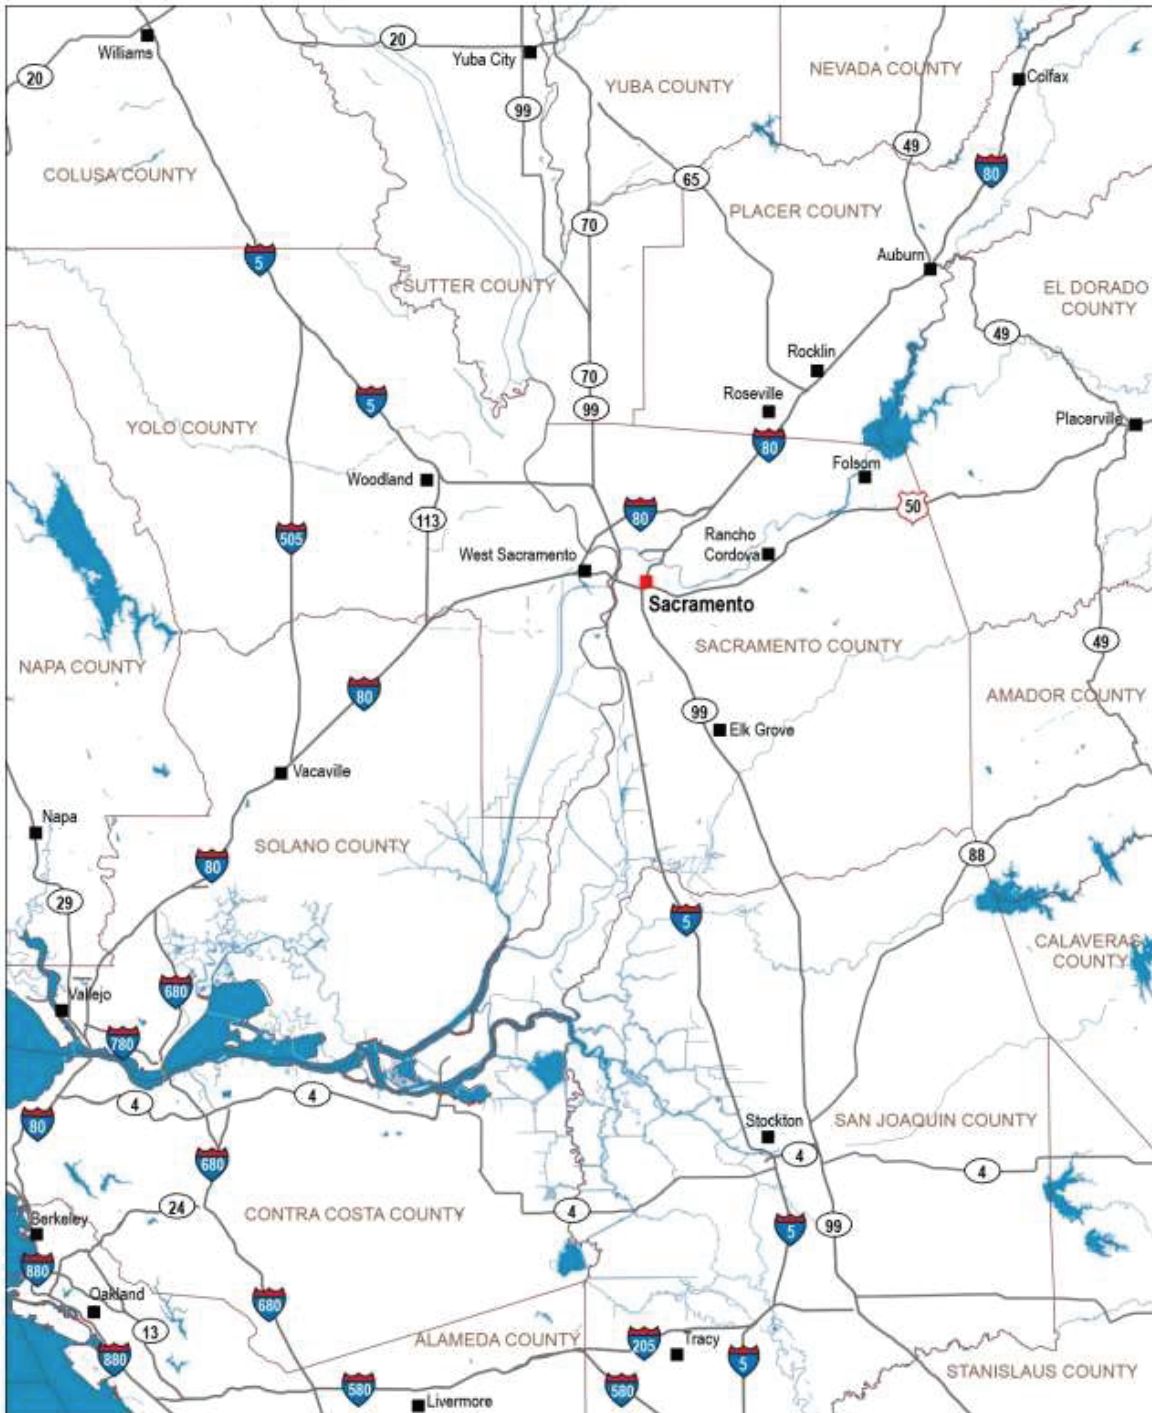 20
Williams
Yuba City
NEVADA COUNTY
Colfax
20
YUBA COUNTY
99
49
80
COLUSA COUNTY
65
PLACER COUNTY
70
Auburn
5
SUTTER COUNTY
EL DORADO
COUNTY
49
Rocklin
70
Roseville
5
99
Placerville
YOLO COUNTY
80
Folsom
Woodland
50
80
113
505
Rancho
Cordova
West Sacramento
Sacramento
SACRAMENTO COUNTY
49
NAPA COUNTY
80
AMADOR COUNTY
99
Elk Grove
Vacaville
Napa
SOLANO COUNTY
80
88
29
5
CALAVERAS
COUNTY
680
Vallejo
780
4
4
80
Stockton
SAN JOAQUIN COUNTY
680
4
4
24
CONTRA COSTA COUNTY
4
Berkeley
5
99
880
Oakland
680
13
ALAMEDA COUNTY
205
Tracy
880
5
STANISLAUS COUNTY
580
580
Livermore